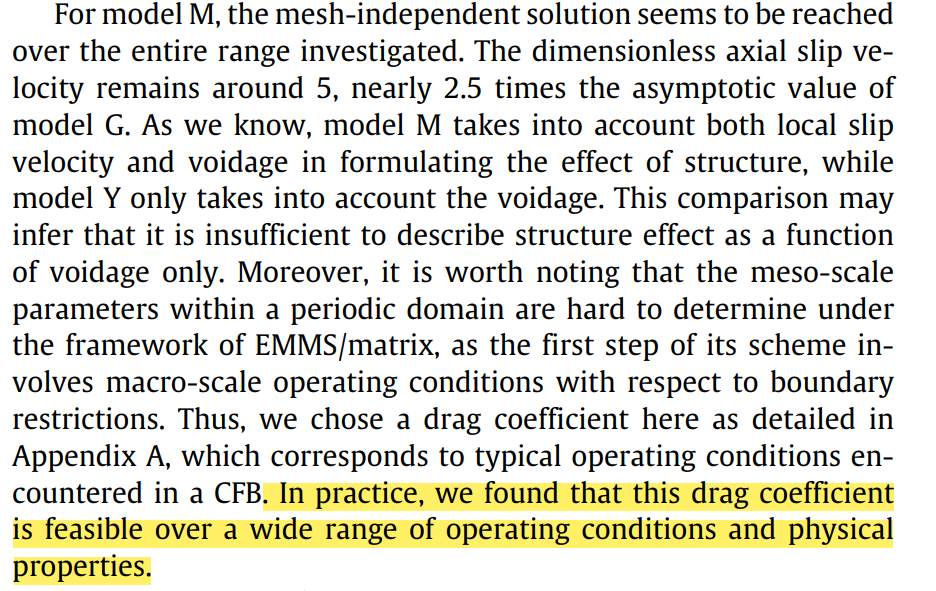 For model M, the mesh-independent solution seems to be reached
over the entire range investigated. The dimensionless axial slip ve-
locity remains around 5, nearly 2.5 times the asymptotic value of
model G. As we know, model M takes into account both local slip
velocity and voidage in formulating the effect of structure, while
model Y only takes into account the voidage. This comparison may
infer that it is insufficient to describe structure effect as a function
of voidage only. Moreover, it is worth noting that the meso-scale
parameters within a periodic domain are hard to determine under
the framework of EMMS/matrix, as the first step of its scheme in-
volves macro-scale operating conditions with respect to boundary
restrictions. Thus, we chose a drag coefficient here as detailed in
Appendix A, which corresponds to typical operating conditions en-
countered in a CFB. In practice, we found that this drag coefficient
is feasible over a wide range of operating conditions and physical
properties.